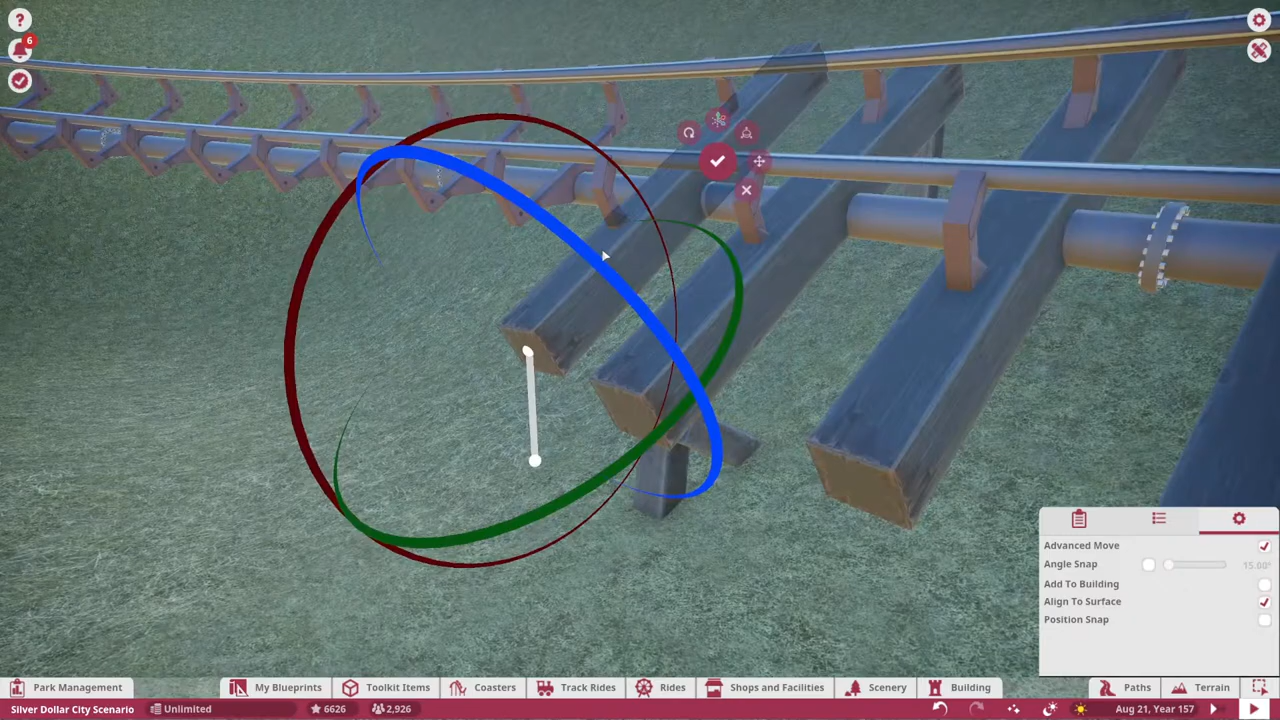 ?
6
Advanced Move
Angle Snap 15.00°
Add To Building
Align To Surface
Position Snap
Park Management My Blueprints Toolkit Items Coasters Track Rides Rides Shops and Facilities Scenery Building Paths Terrain
Silver Dollar City Scenario Unlimited 6626 2,926 Aug 21, Year 157